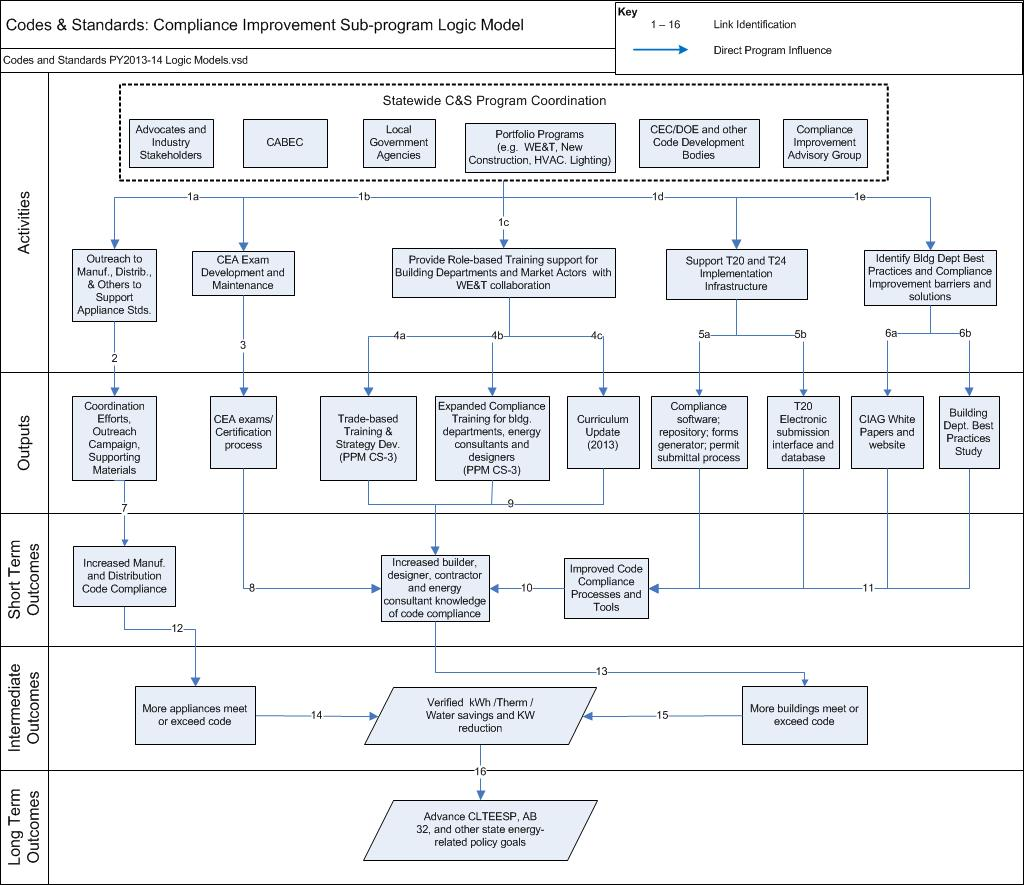 Codes & Standards: Compliance Improvement Sub-program Logic Model
Key
1 – 16 Link Identification
Direct Program Influence
Codes and Standards PY2013-14 Logic Models.vsd
Activities
Statewide C&S Program Coordination
Advocates and
Industry
Stakeholders
CABEC
Local
Government
Agencies
Portfolio Programs
(e.g. WE&T, New
Construction, HVAC. Lighting)
CEC/DOE and other
Code Development
Bodies
Compliance
Improvement
Advisory Group
1a
1b
1c
1d
1e
Outreach to
Manuf., Distrib.,
& Others to
Support
Appliance Stds.
CEA Exam
Development and
Maintenance
Provide Role-based Training support for
Building Departments and Market Actors with
WE&T collaboration
Support T20 and T24
Implementation
Infrastructure
Identify Bldg Dept Best
Practices and Compliance
Improvement barriers and
solutions
2
3
4a
4b
4c
5a
5b
6a
6b
Outputs
Coordination
Efforts,
Outreach
Campaign,
Supporting
Materials
CEA exams/
Certification
process
Trade-based
Training &
Strategy Dev.
(PPM CS-3)
Expanded Compliance
Training for bldg.
departments, energy
consultants and
designers
(PPM CS-3)
Curriculum
Update
(2013)
Compliance
software;
repository; forms
generator; permit
submittal process
T20
Electronic
submission
interface and
database
CIAG White
Papers and
website
Building
Dept. Best
Practices
Study
7
9
Short Term
Outcomes
Increased Manuf.
and Distribution
Code Compliance
8
Increased builder,
designer, contractor
and energy
consultant knowledge
of code compliance
10
Improved Code
Compliance
Processes and
Tools
11
12
13
Intermediate
Outcomes
More appliances meet
or exceed code
14
Verified kWh /Therm /
Water savings and KW
reduction
15
More buildings meet or
exceed code
16
Long Term
Outcomes
Advance CLTEESP, AB
32, and other state energy-
related policy goals